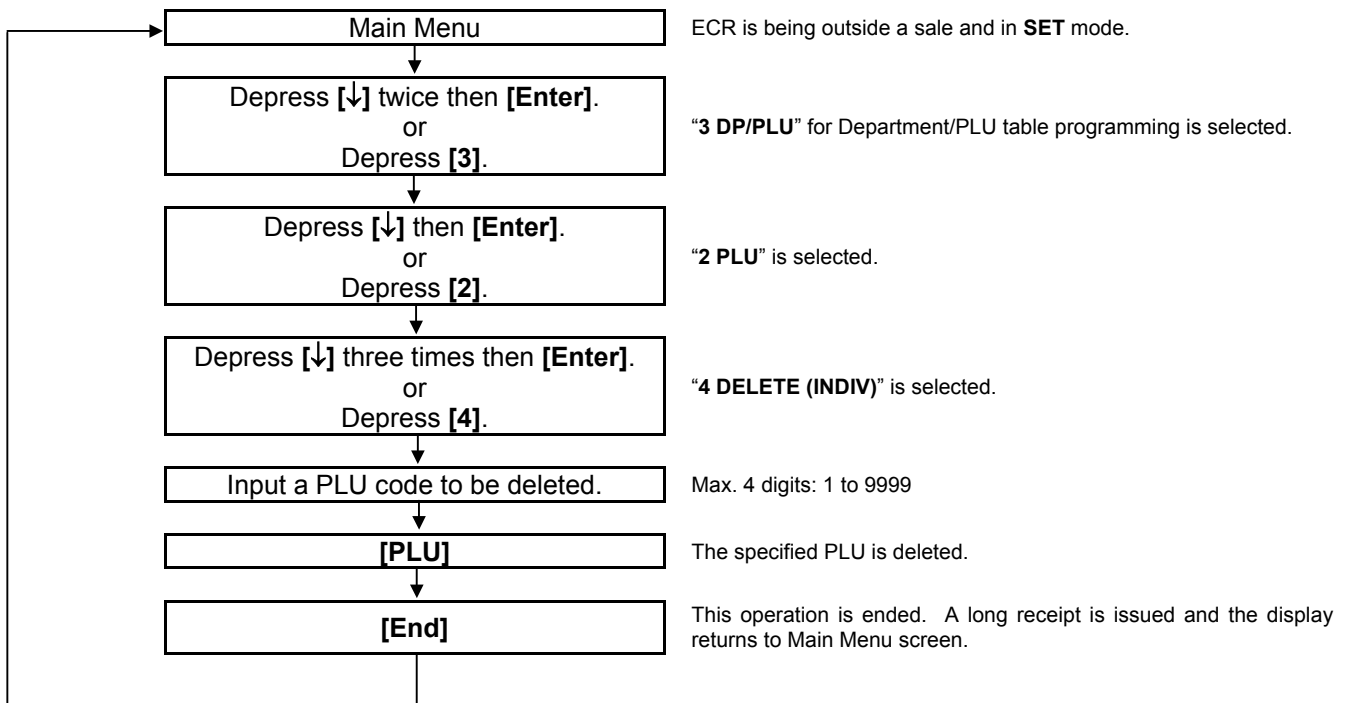 Main Menu
ECR is being outside a sale and in SET mode.
Depress [↓] twice then [Enter].
or
Depress [3].
“3 DP/PLU” for Department/PLU table programming is selected.
Depress [↓] then [Enter].
or
Depress [2].
“2 PLU” is selected.
Depress [↓] three times then [Enter].
or
Depress [4].
“4 DELETE (INDIV)” is selected.
Input a PLU code to be deleted.
Max. 4 digits: 1 to 9999
[PLU]
The specified PLU is deleted.
[End]
This operation is ended. A long receipt is issued and the display
returns to Main Menu screen.